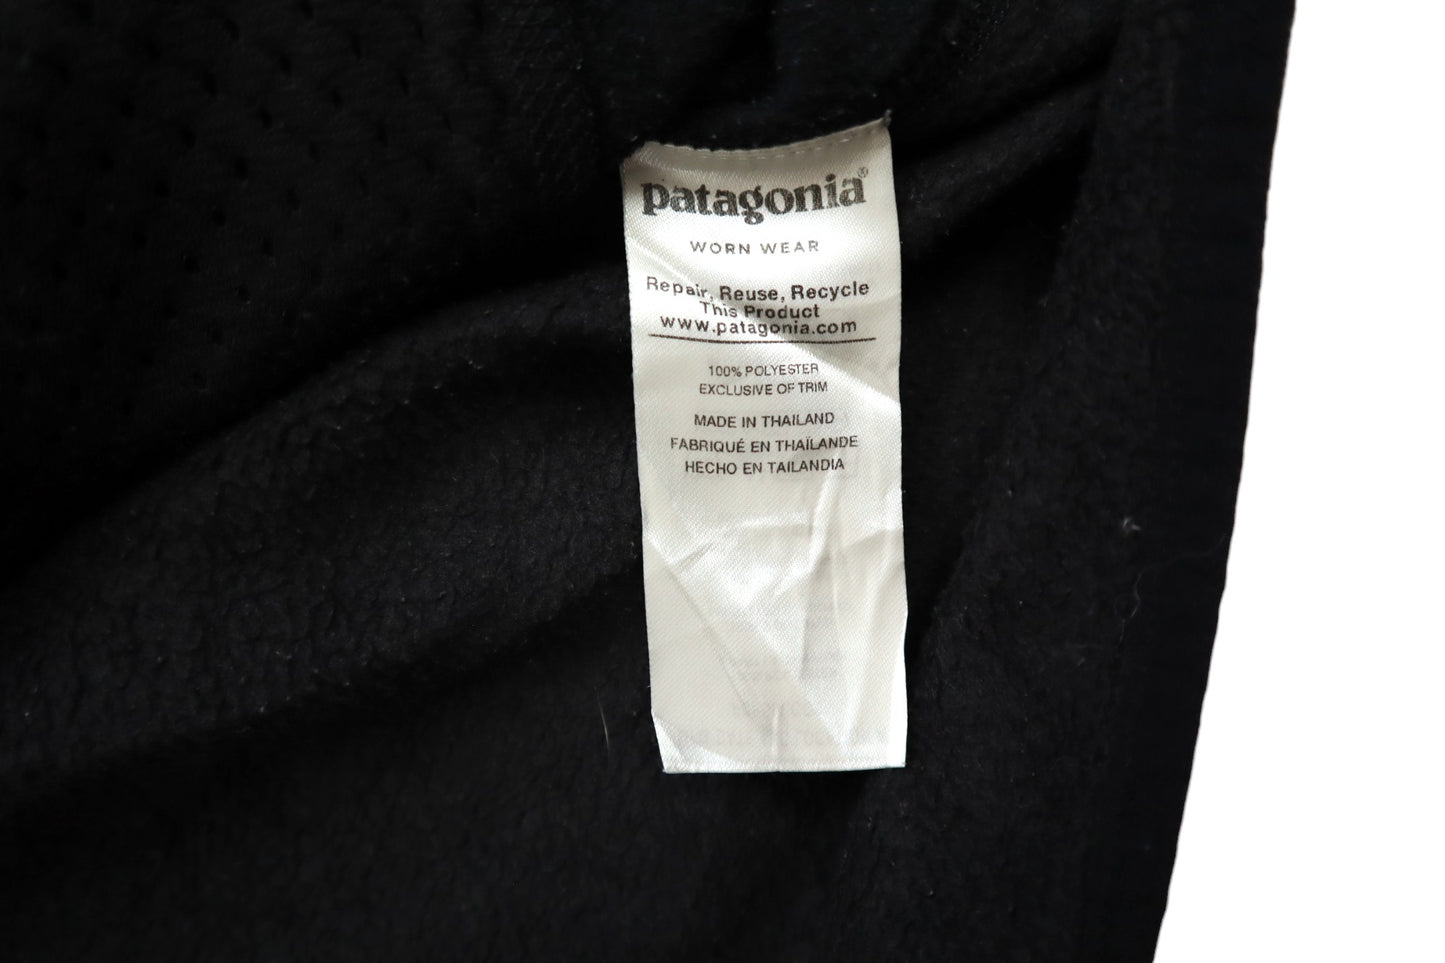 patagonia®
WORN WEAR
Repair, Reuse, Recycle
This Product
www.patagonia.com
100% POLYESTER
EXCLUSIVE OF TRIM
MADE IN THAILAND
FABRIQUÉ EN THAÏLANDE
HECHO EN TAILANDIA